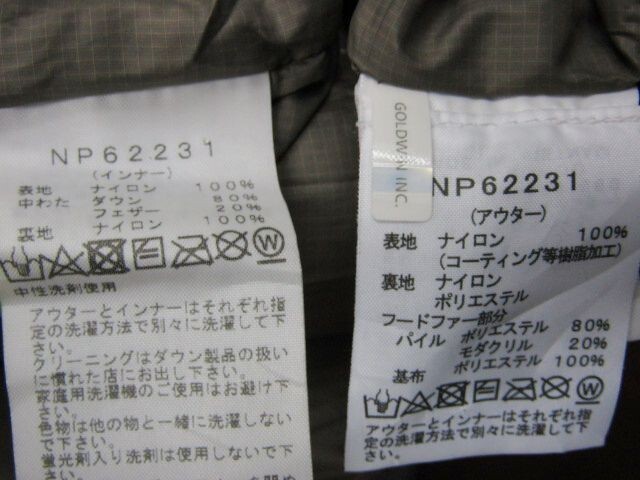 NP62231
(インナー)
表地 ナイロン 100%
中わた ダウン 80%
フェザー 20%
裏地 ナイロン 100%
中性洗剤使用
アウターとインナーはそれぞれ指
定の洗濯方法で別々に洗濯して下
さい。
クリーニングはダウン製品の扱い
に慣れた店にお出し下さい。
家庭用洗濯機のご使用はお避け下
さい。
色物は他の物と一緒に洗濯しない
で下さい。
蛍光剤入り洗剤は使用しないで下
さい。
GOLDWIN INC.
NP62231
(アウター)
表地 ナイロン 100%
(コーティング等樹脂加工)
裏地 ナイロン
ポリエステル
フードファー部分
パイル ポリエステル 80%
モダクリル 20%
基布 ポリエステル 100%
アウターとインナーはそれぞれ指定
の洗濯方法で別々に洗濯して下さい。